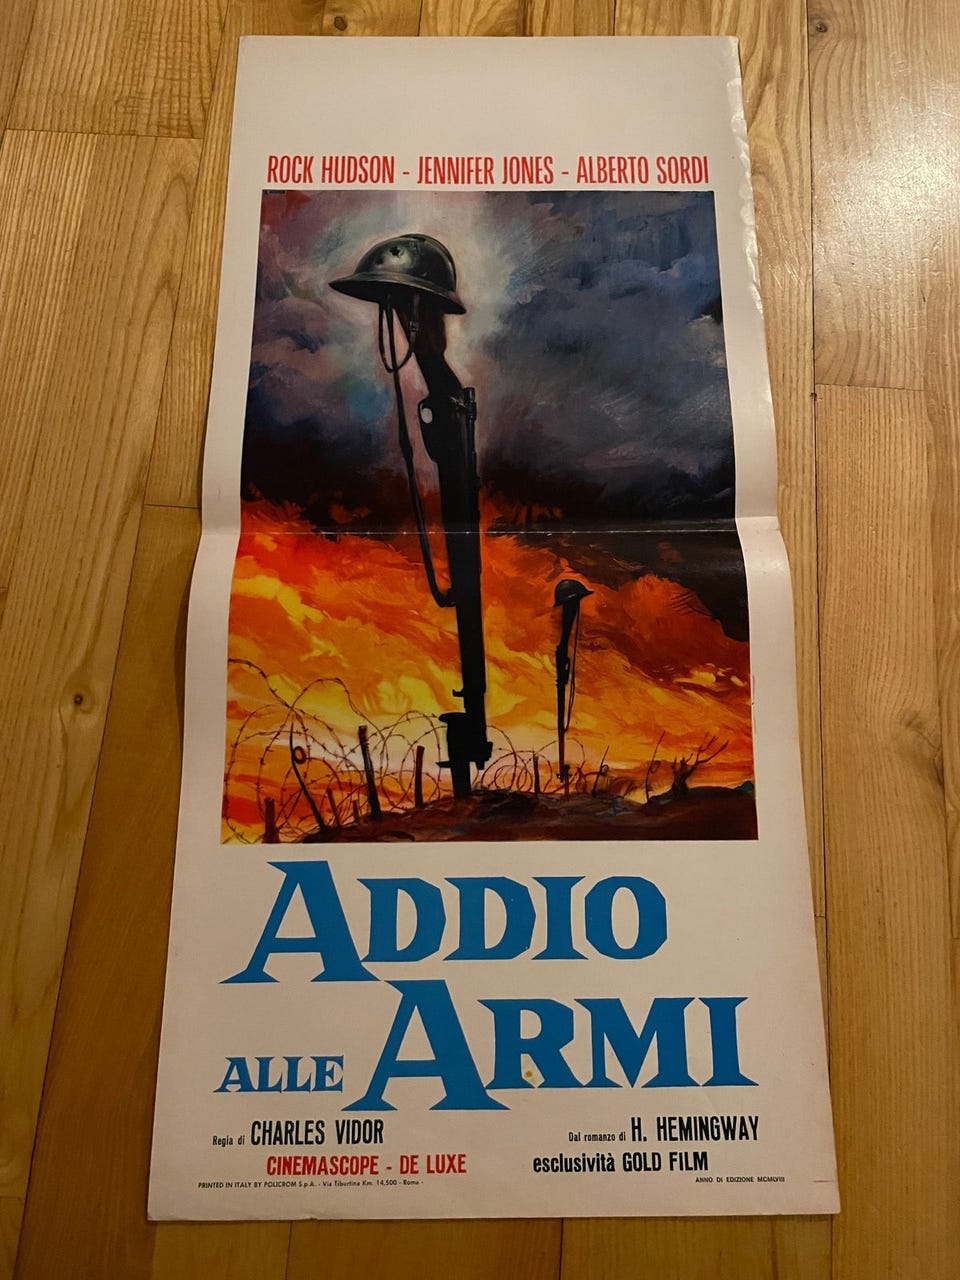 ROCK HUDSON - JENNIFER JONES - ALBERTO SORDI
ADDIO
ALLE ARMI
Regia di CHARLES VIDOR
Dal romanzo di H. HEMINGWAY
CINEMASCOPE - DE LUXE
esclusività GOLD FILM
PRINTED IN ITALY BY POLICROM S.p.A. - Via Tiburtina Km. 14,500 - Roma -
ANNO DI EDIZIONE MCMLVIII